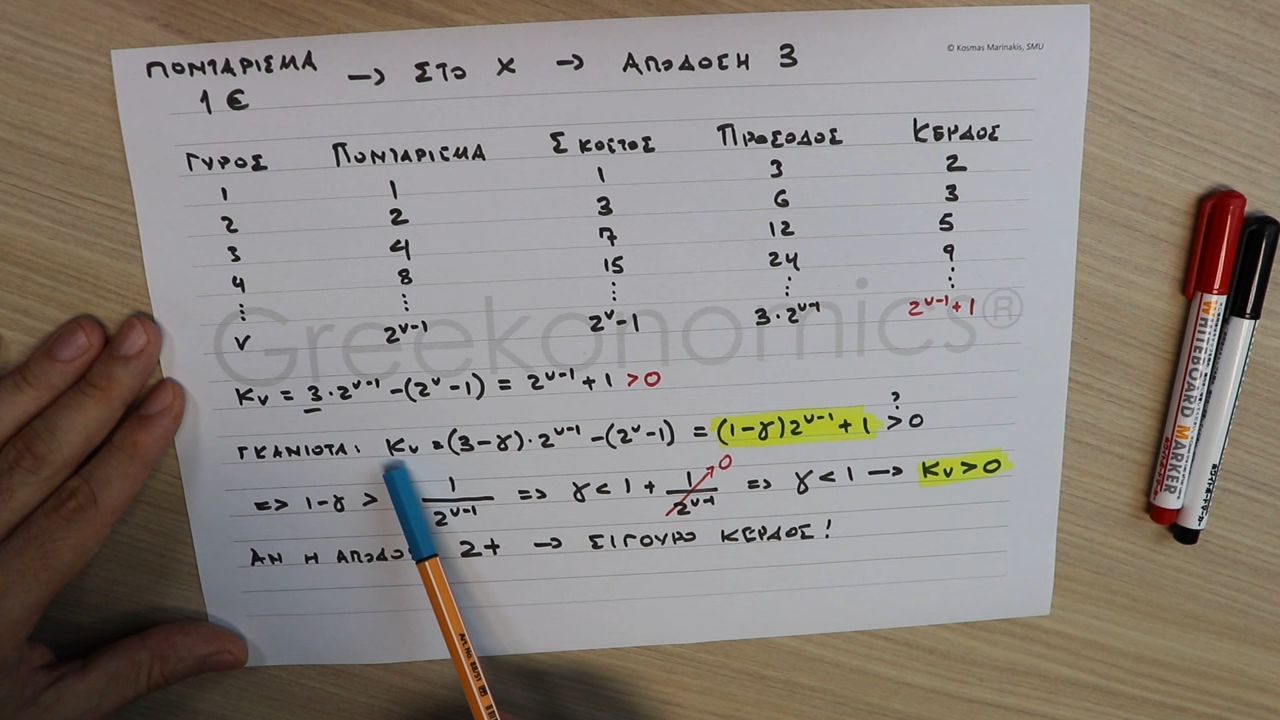 © Kosmas Marinakis, SMU
ΠΟΝΤΑΡΙΣΜΑ → ΣΤΟ Χ → ΑΠΟΔΟΣΗ 3
1 €
ΓΥΡΟΣ ΠΟΝΤΑΡΙΣΜΑ Σ ΚΟΣΤΟΣ ΠΡΟΣΟΔΟΣ ΚΕΡΔΟΣ
1 1 1 3 2
2 2 3 6 3
3 4 7 12 5
4 8 15 24 9
⋮ ⋮ ⋮ ⋮ ⋮
ν 2^{ν-1} 2^ν-1 3·2^{ν-1} 2^{ν-1}+1
Greekonomics®
Κν = 3·2^{ν-1} -(2^ν-1) = 2^{ν-1}+1 >0
ΓΚΑΝΙΟΤΑ: Κν =(3-γ)·2^{ν-1} -(2^ν-1) = (1-γ)2^{ν-1}+1 >0 ?
=> 1-γ > 1/2^{ν-1} => γ<1+ 1/2^{ν-1} → 0 => γ<1 → Κν>0
ΑΝ Η 2+ → ΣΙΓΟΥΡΟ ΚΕΡΔΟΣ!
WHITEBOARD MARKER